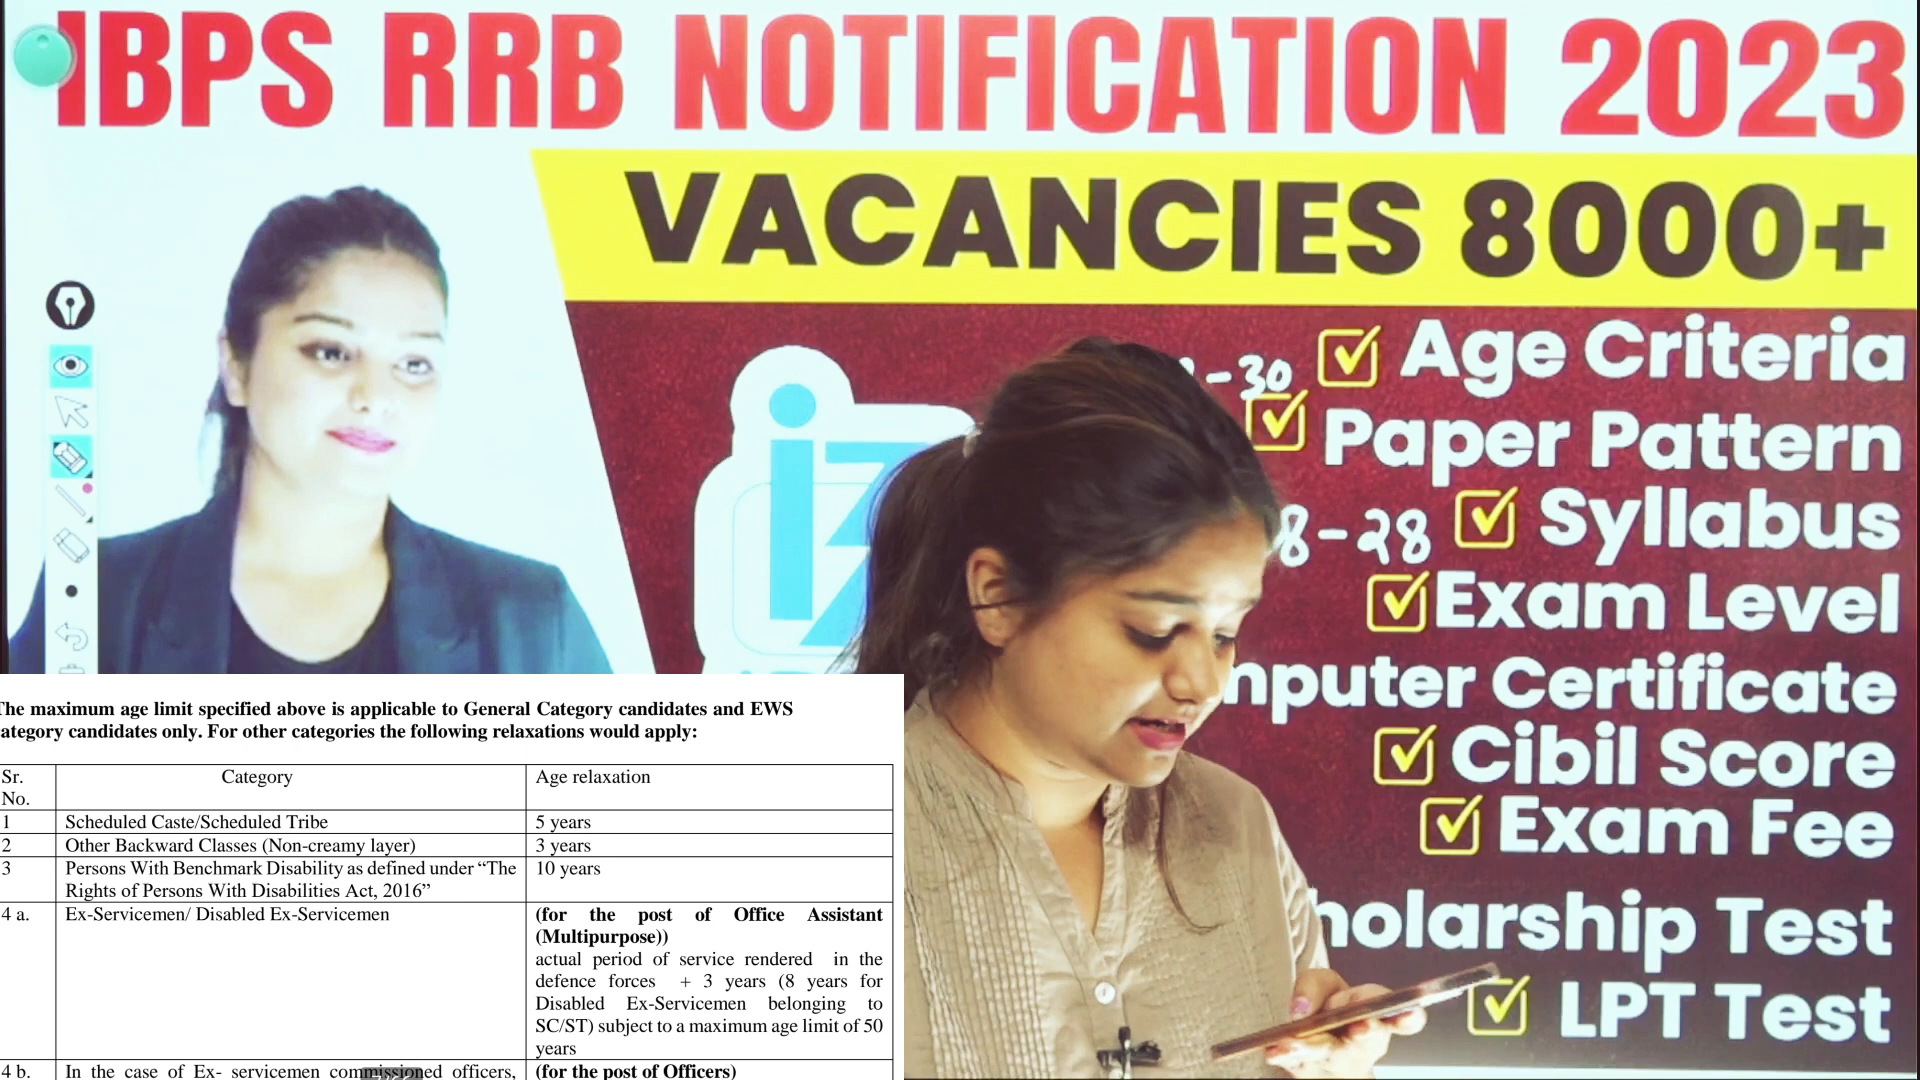 IBPS RRB NOTIFICATION 2023
VACANCIES 8000+
-30
Age Criteria
Paper Pattern
8-28
Syllabus
Exam Level
Certificate
Cibil Score
Exam Fee
Test
LPT Test
The maximum age limit specified above is applicable to General Category candidates and EWS
category candidates only. For other categories the following relaxations would apply:
Sr. No.
Category
Age relaxation
1
Scheduled Caste/Scheduled Tribe
5 years
2
Other Backward Classes (Non-creamy layer)
3 years
3
Persons With Benchmark Disability as defined under “The
Rights of Persons With Disabilities Act, 2016”
10 years
4 a.
Ex-Servicemen/ Disabled Ex-Servicemen
(for the post of Office Assistant
(Multipurpose))
actual period of service rendered in the
defence forces + 3 years (8 years for
Disabled Ex-Servicemen belonging to
SC/ST) subject to a maximum age limit of 50
years
4 b.
In the case of Ex- servicemen commissioned officers,
(for the post of Officers)